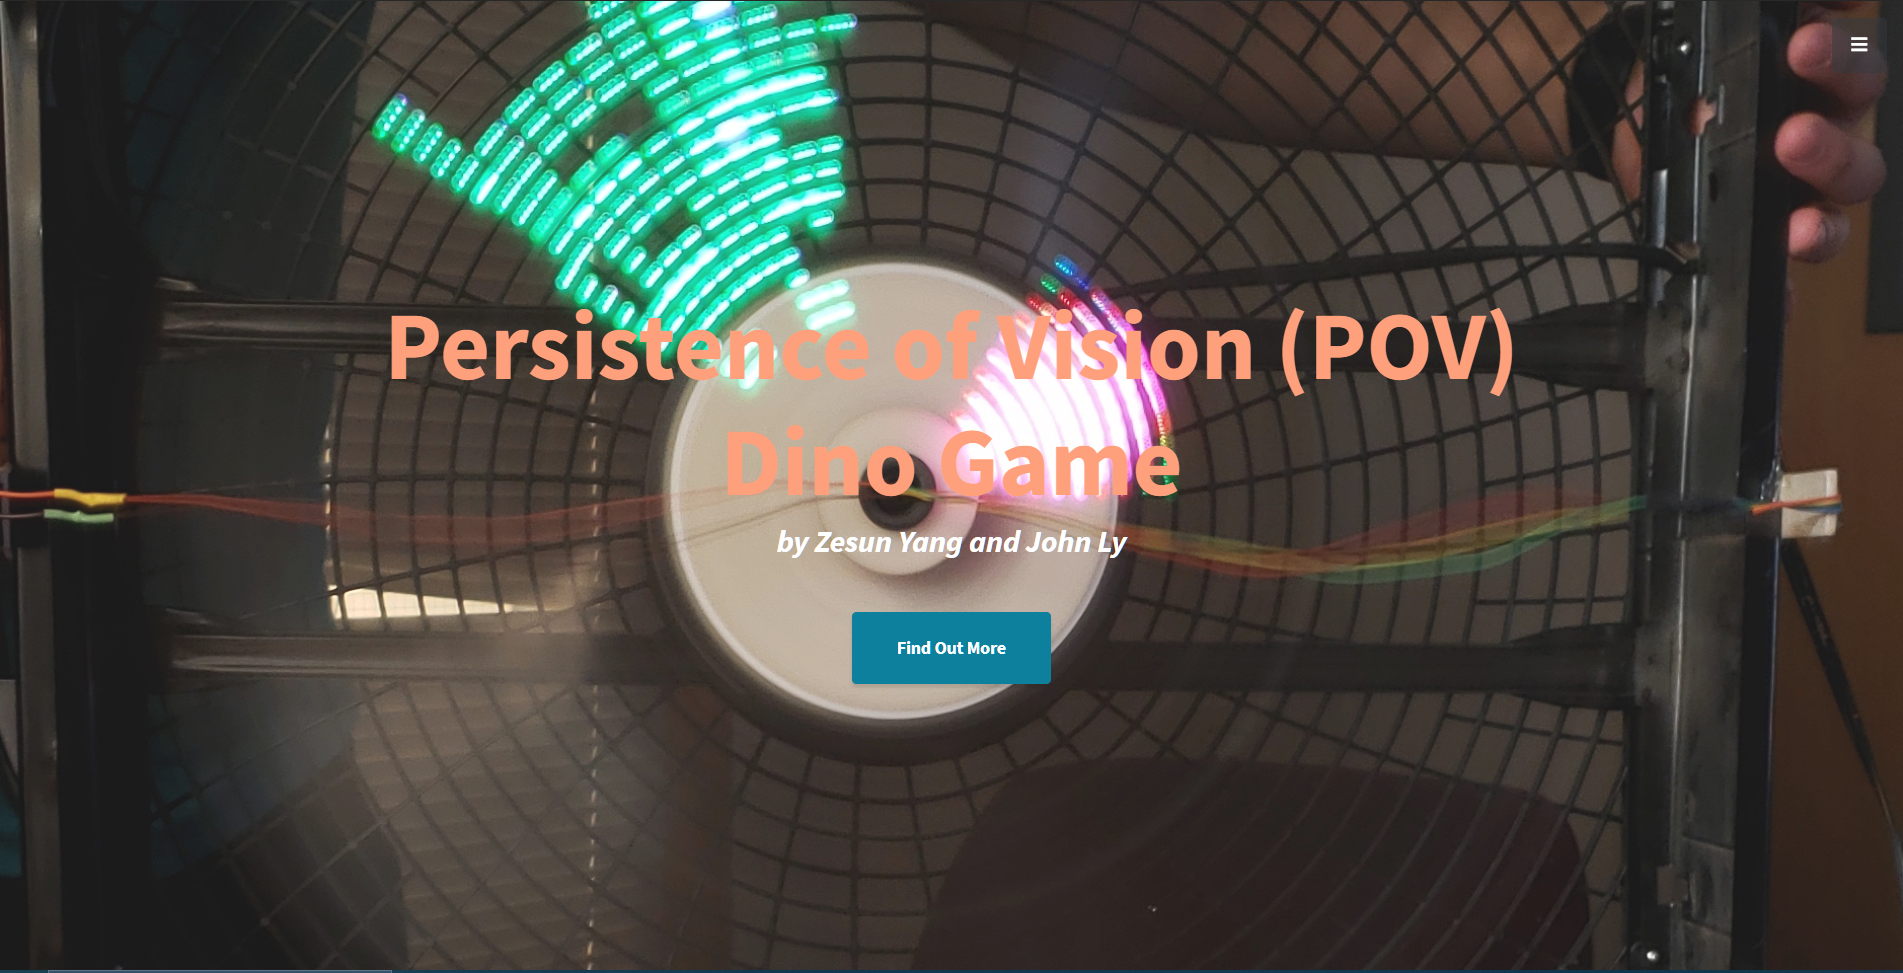 Persistence of Vision (POV)
Dino Game
by Zesun Yang and John Ly
Find Out More